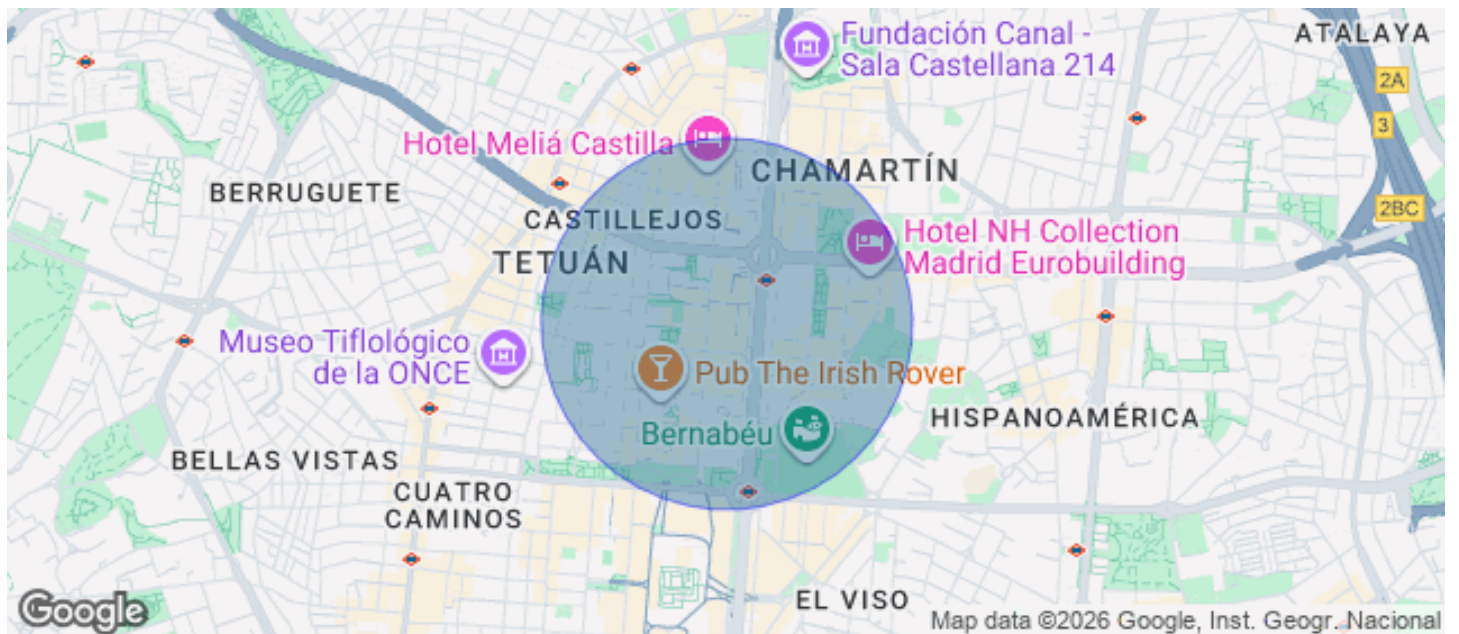 Fundación Canal -
Sala Castellana 214
ATALAYA
2A
3
Hotel Meliá Castilla
CHAMARTÍN
BERRUGUETE
2BC
CASTILLEJOS
Hotel NH Collection
Madrid Eurobuilding
TETUÁN
Museo Tiflológico
de la ONCE
Pub The Irish Rover
HISPANOAMÉRICA
Bernabéu
BELLAS VISTAS
CUATRO
CAMINOS
EL VISO
Google
Map data ©2026 Google, Inst. Geogr. Nacional